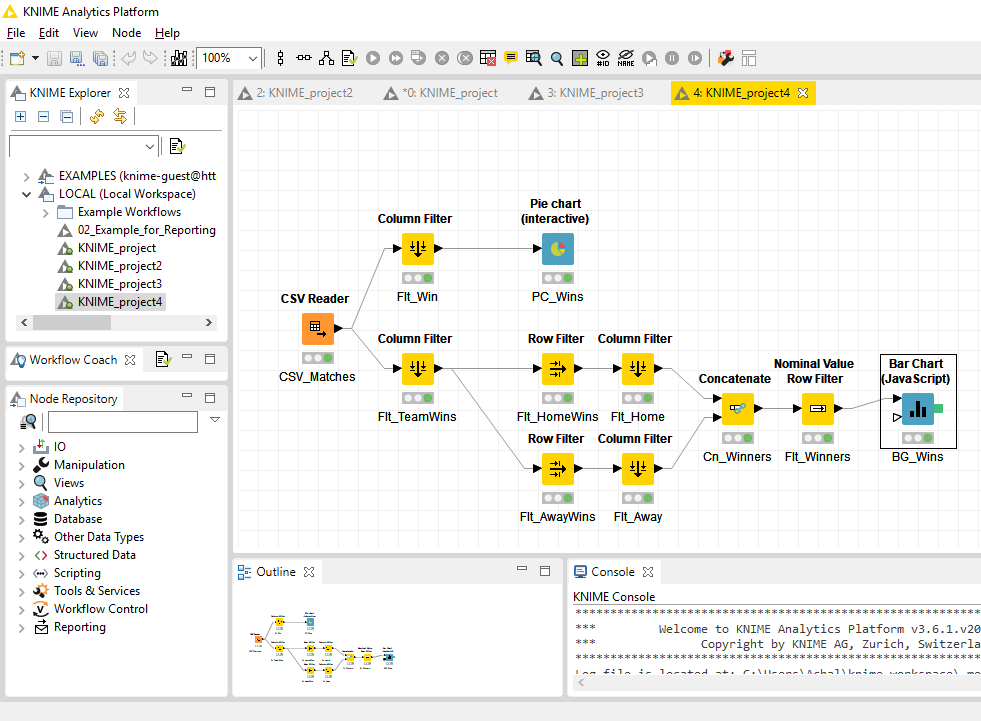 KNIME Analytics Platform
File Edit View Node Help
100% #ID NAME
KNIME Explorer
2: KNIME_project2 *0: KNIME_project 3: KNIME_project3 4: KNIME_project4
EXAMPLES (knime-guest@htt
LOCAL (Local Workspace)
Example Workflows
02_Example_for_Reporting
KNIME_project
KNIME_project2
KNIME_project3
KNIME_project4
Workflow Coach
Node Repository
IO
Manipulation
Views
Analytics
Database
Other Data Types
Structured Data
Scripting
Tools & Services
Workflow Control
Reporting
CSV Reader
CSV_Matches
Column Filter
Flt_Win
Pie chart
(interactive)
PC_Wins
Column Filter
Flt_TeamWins
Row Filter
Flt_HomeWins
Column Filter
Flt_Home
Row Filter
Flt_AwayWins
Column Filter
Flt_Away
Concatenate
Cn_Winners
Nominal Value
Row Filter
Flt_Winners
Bar Chart
(JavaScript)
BG_Wins
Outline
Console
KNIME Console
*** Welcome to KNIME Analytics Platform v3.6.1.v20
*** Copyright by KNIME AG, Zurich, Switzerla
Log file is located at: C:\Users\Achal\knime-workspace\.me